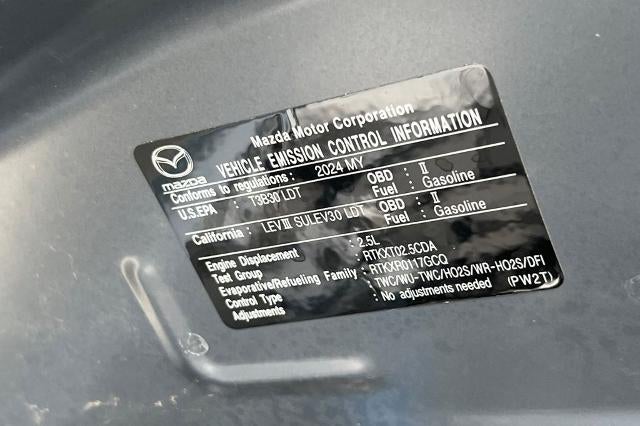 Mazda Motor Corporation
mazda VEHICLE EMISSION CONTROL INFORMATION
Conforms to regulations : 2024 MY
U.S.EPA : T3B30 LDT OBD : II
Fuel : Gasoline
California : LEVIII SULEV30 LDT OBD : II
Fuel : Gasoline
Engine Displacement : 2.5L
Test Group : RTKXT02.5CDA
Evaporative/Refueling Family : RTKXR0117GCQ
Control Type : TWC/WU-TWC/HO2S/WR-HO2S/DFI
Adjustments : No adjustments needed (PW2T)